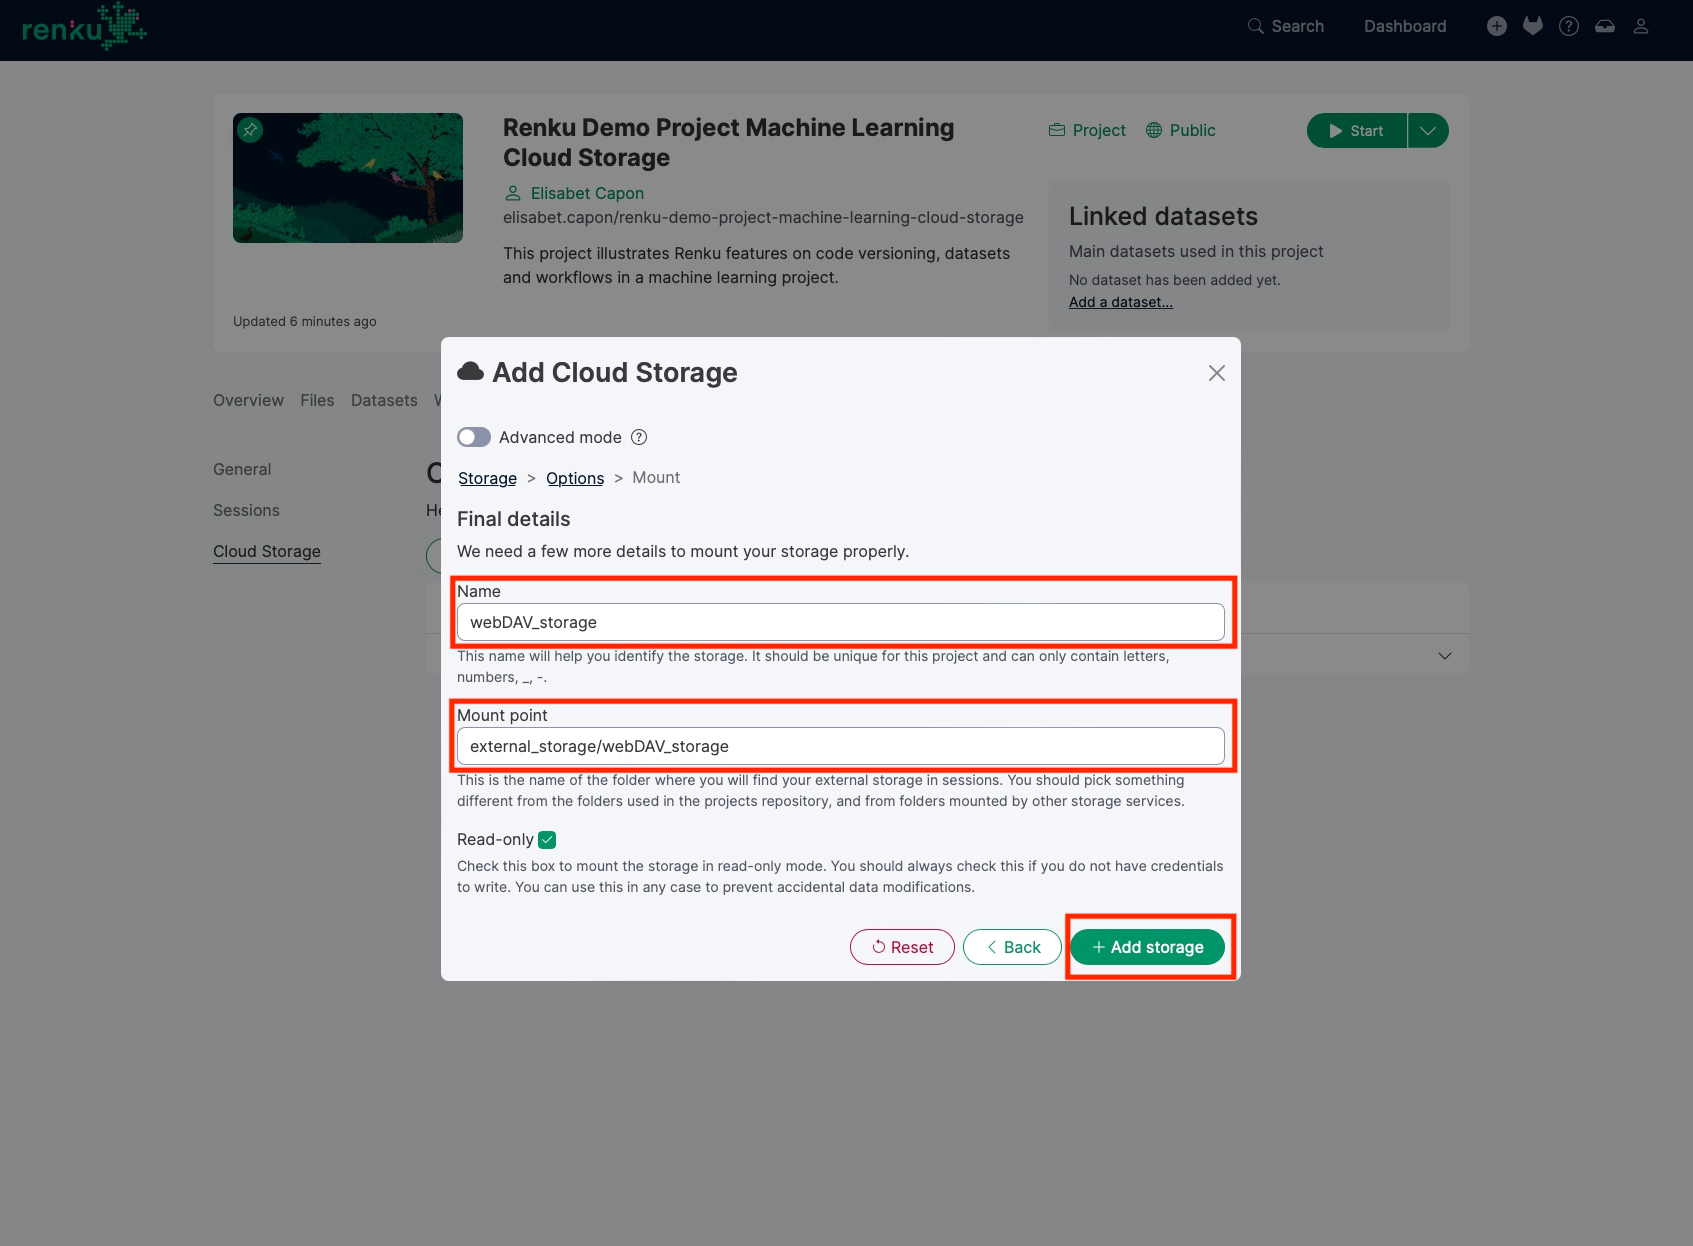 renku
Search
Dashboard
Renku Demo Project Machine Learning
Cloud Storage
Elisabet Capon
elisabet.capon/renku-demo-project-machine-learning-cloud-storage
This project illustrates Renku features on code versioning, datasets
and workflows in a machine learning project.
Updated 6 minutes ago
Project
Public
Start
Linked datasets
Main datasets used in this project
No dataset has been added yet.
Add a dataset...
Overview
Files
Datasets
General
Sessions
Cloud Storage
Add Cloud Storage
Advanced mode
Storage > Options > Mount
Final details
We need a few more details to mount your storage properly.
Name
webDAV_storage
This name will help you identify the storage. It should be unique for this project and can only contain letters,
numbers, _, -.
Mount point
external_storage/webDAV_storage
This is the name of the folder where you will find your external storage in sessions. You should pick something
different from the folders used in the projects repository, and from folders mounted by other storage services.
Read-only
Check this box to mount the storage in read-only mode. You should always check this if you do not have credentials
to write. You can use this in any case to prevent accidental data modifications.
Reset
Back
+ Add storage